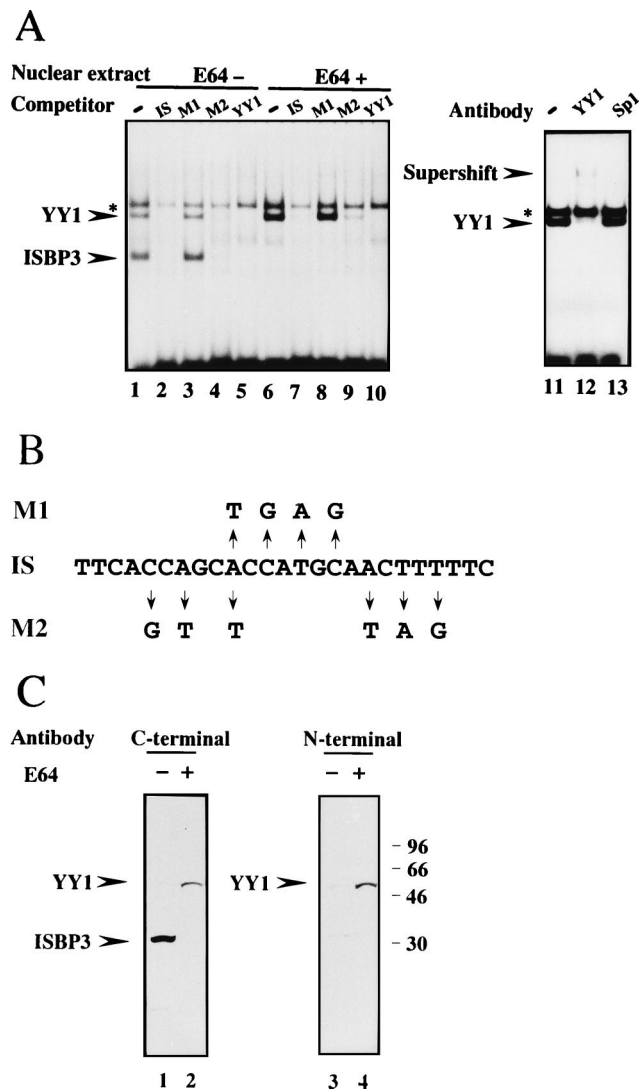 A
Nuclear extract E64 – E64 +
Competitor - IS M1 M2 YY1 - IS M1 M2 YY1
Antibody - YY1 Sp1
Supershift
*
YY1
ISBP3
*
YY1
1 2 3 4 5 6 7 8 9 10
11 12 13
B
M1 T G A G
IS TTCACCAGCACCATGCAACTTTTTC
M2 G T T T A G
C
Antibody C-terminal N-terminal
E64 – + – +
YY1
ISBP3
YY1
- 96
- 66
- 46
- 30
1 2 3 4